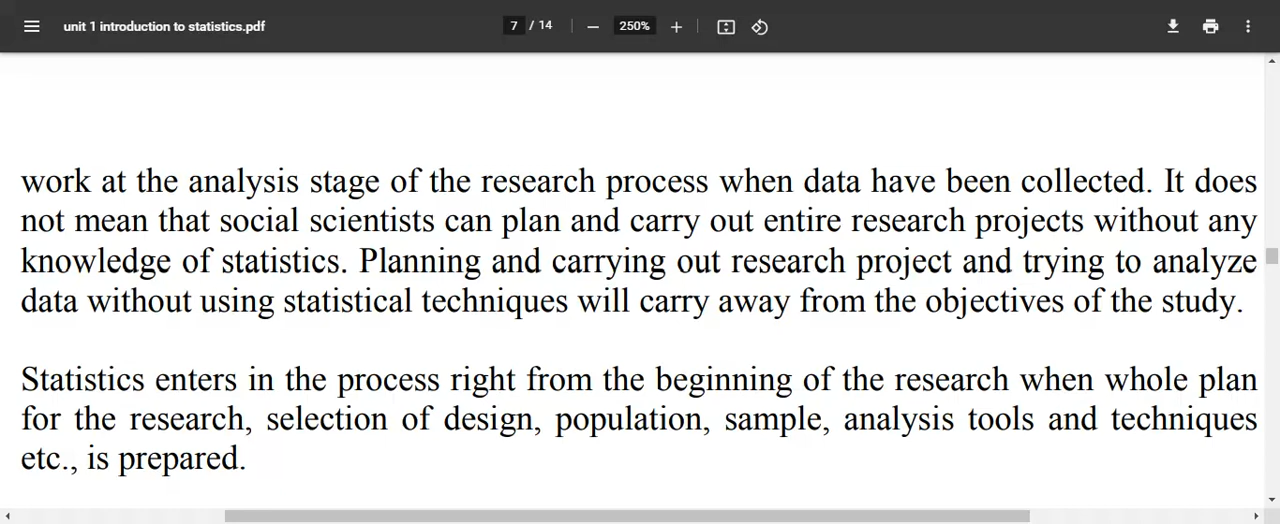 unit 1 introduction to statistics.pdf
7 / 14
250%
work at the analysis stage of the research process when data have been collected. It does
not mean that social scientists can plan and carry out entire research projects without any
knowledge of statistics. Planning and carrying out research project and trying to analyze
data without using statistical techniques will carry away from the objectives of the study.
Statistics enters in the process right from the beginning of the research when whole plan
for the research, selection of design, population, sample, analysis tools and techniques
etc., is prepared.